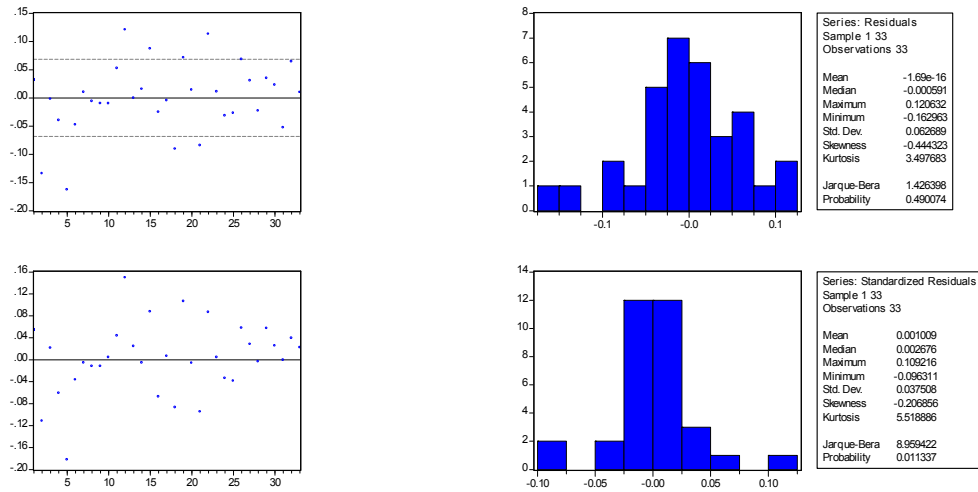 .15
.10
.05
.00
-.05
-.10
-.15
-.20
5 10 15 20 25 30
8
7
6
5
4
3
2
1
0
-0.1 -0.0 0.1
Series: Residuals
Sample 1 33
Observations 33
Mean -1.69e-16
Median -0.000591
Maximum 0.120632
Minimum -0.162963
Std. Dev. 0.062689
Skewness -0.444323
Kurtosis 3.497683
Jarque-Bera 1.426398
Probability 0.490074
.16
.12
.08
.04
.00
-.04
-.08
-.12
-.16
-.20
5 10 15 20 25 30
14
12
10
8
6
4
2
0
-0.10 -0.05 -0.00 0.05 0.10
Series: Standardized Residuals
Sample 1 33
Observations 33
Mean 0.001009
Median 0.002676
Maximum 0.109216
Minimum -0.096311
Std. Dev. 0.037508
Skewness -0.206856
Kurtosis 5.518886
Jarque-Bera 8.959422
Probability 0.011337